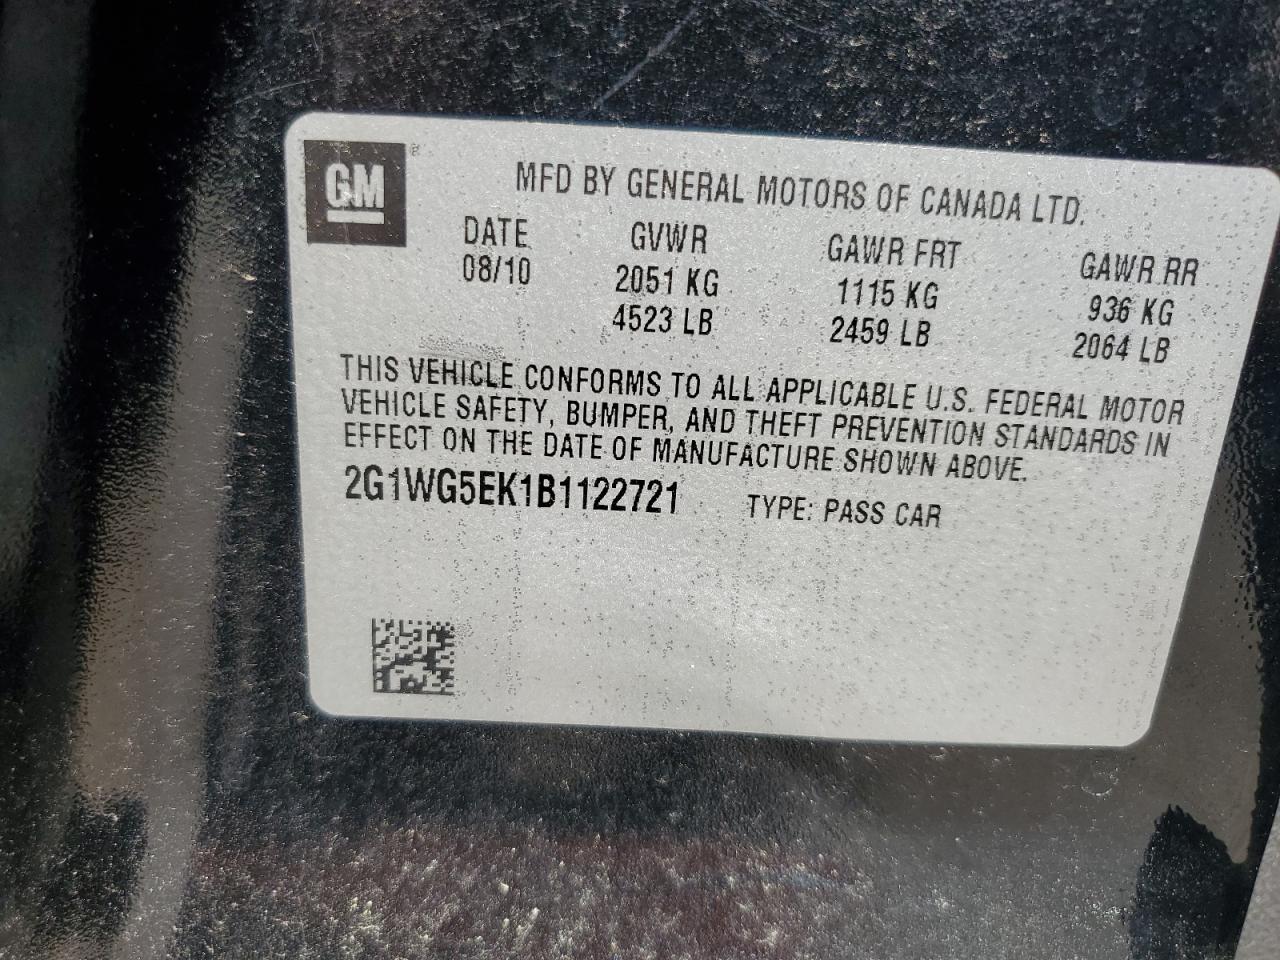 GM
MFD BY GENERAL MOTORS OF CANADA LTD.
DATE GVWR GAWR FRT GAWR RR
08/10 2051 KG 1115 KG 936 KG
4523 LB 2459 LB 2064 LB
THIS VEHICLE CONFORMS TO ALL APPLICABLE U.S. FEDERAL MOTOR
VEHICLE SAFETY, BUMPER, AND THEFT PREVENTION STANDARDS IN
EFFECT ON THE DATE OF MANUFACTURE SHOWN ABOVE.
2G1WG5EK1B1122721 TYPE: PASS CAR